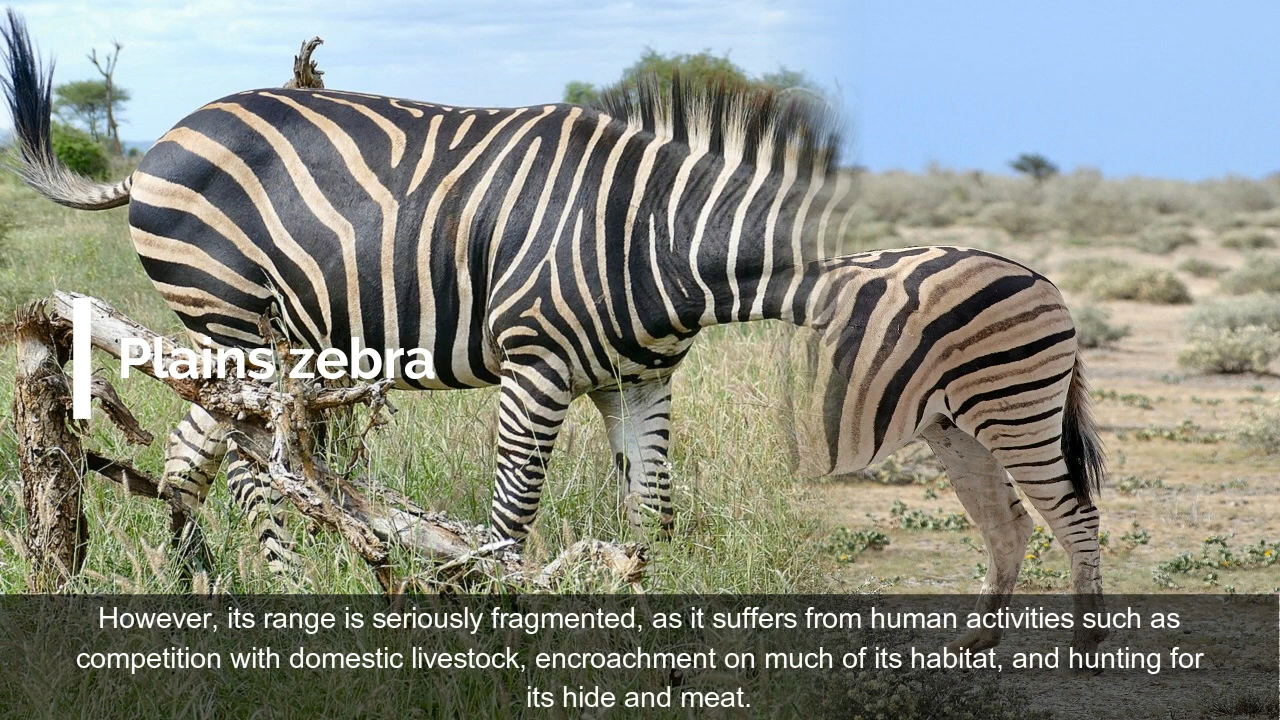 Plains zebra
However, its range is seriously fragmented, as it suffers from human activities such as
competition with domestic livestock, encroachment on much of its habitat, and hunting for
its hide and meat.